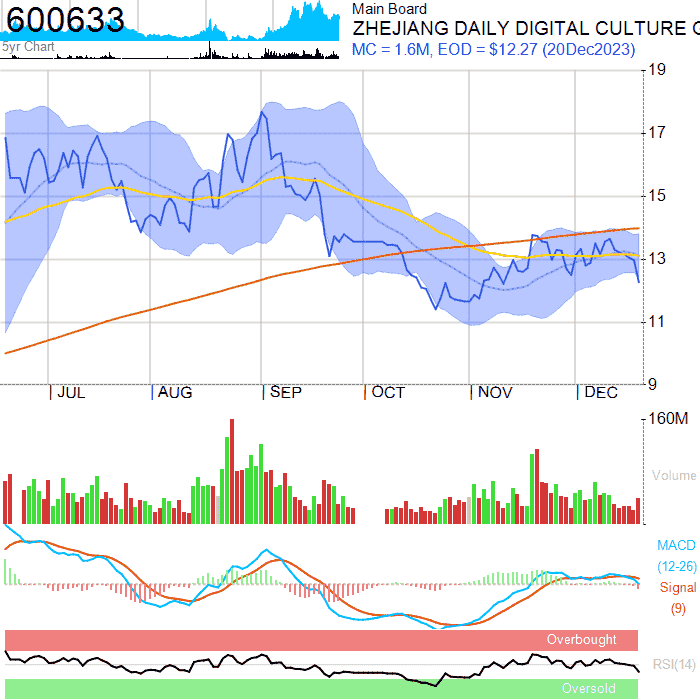 600633
5yr Chart
Main Board
ZHEJIANG DAILY DIGITAL CULTURE
MC = 1.6M, EOD = $12.27 (20Dec2023)
19
17
15
13
11
9
JUL AUG SEP OCT NOV DEC
160M
Volume
MACD
(12-26)
Signal
(9)
Overbought
RSI(14)
Oversold